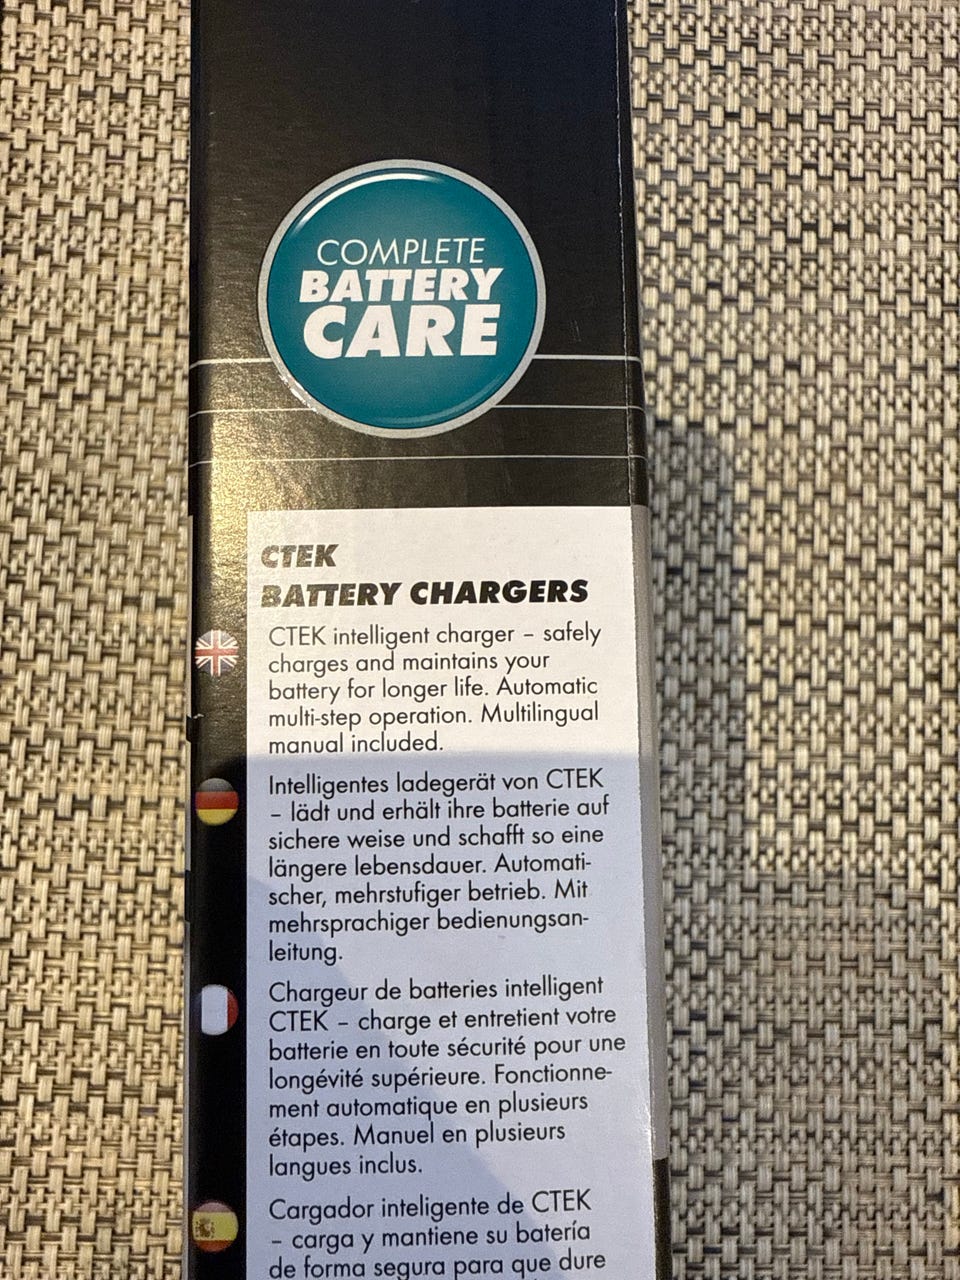 COMPLETE
BATTERY
CARE
CTEK
BATTERY CHARGERS
CTEK intelligent charger – safely
charges and maintains your
battery for longer life. Automatic
multi-step operation. Multilingual
manual included.
Intelligentes ladegerät von CTEK
– lädt und erhält ihre batterie auf
sichere weise und schafft so eine
längere lebensdauer. Automati-
scher, mehrstufiger betrieb. Mit
mehrsprachiger bedienungsan-
leitung.
Chargeur de batteries intelligent
CTEK – charge et entretient votre
batterie en toute sécurité pour une
longévité supérieure. Fonctionne-
ment automatique en plusieurs
étapes. Manuel en plusieurs
langues inclus.
Cargador inteligente de CTEK
– carga y mantiene su batería
de forma segura para que dure